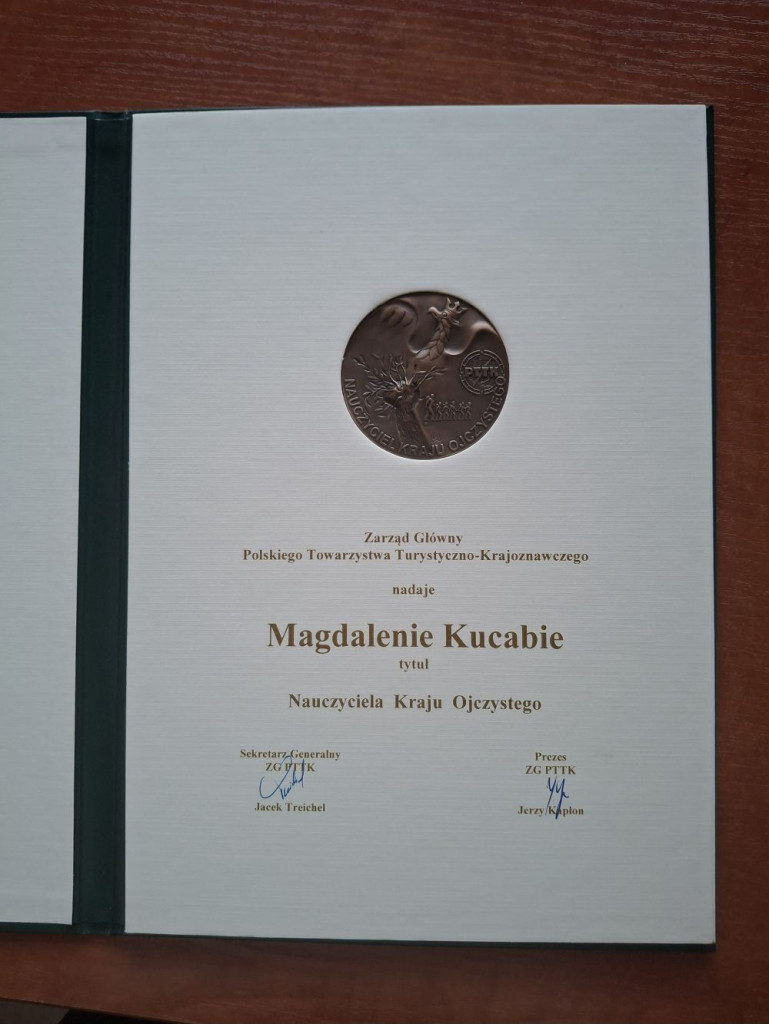 PTTK
NAUCZYCIEL KRAJU OJCZYSTEGO
Zarząd Główny
Polskiego Towarzystwa Turystyczno-Krajoznawczego
nadaje
Magdalenie Kucabie
tytuł
Nauczyciela Kraju Ojczystego
Sekretarz Generalny
ZG PTTK
Jacek Treichel
Prezes
ZG PTTK
Jerzy Kapłon